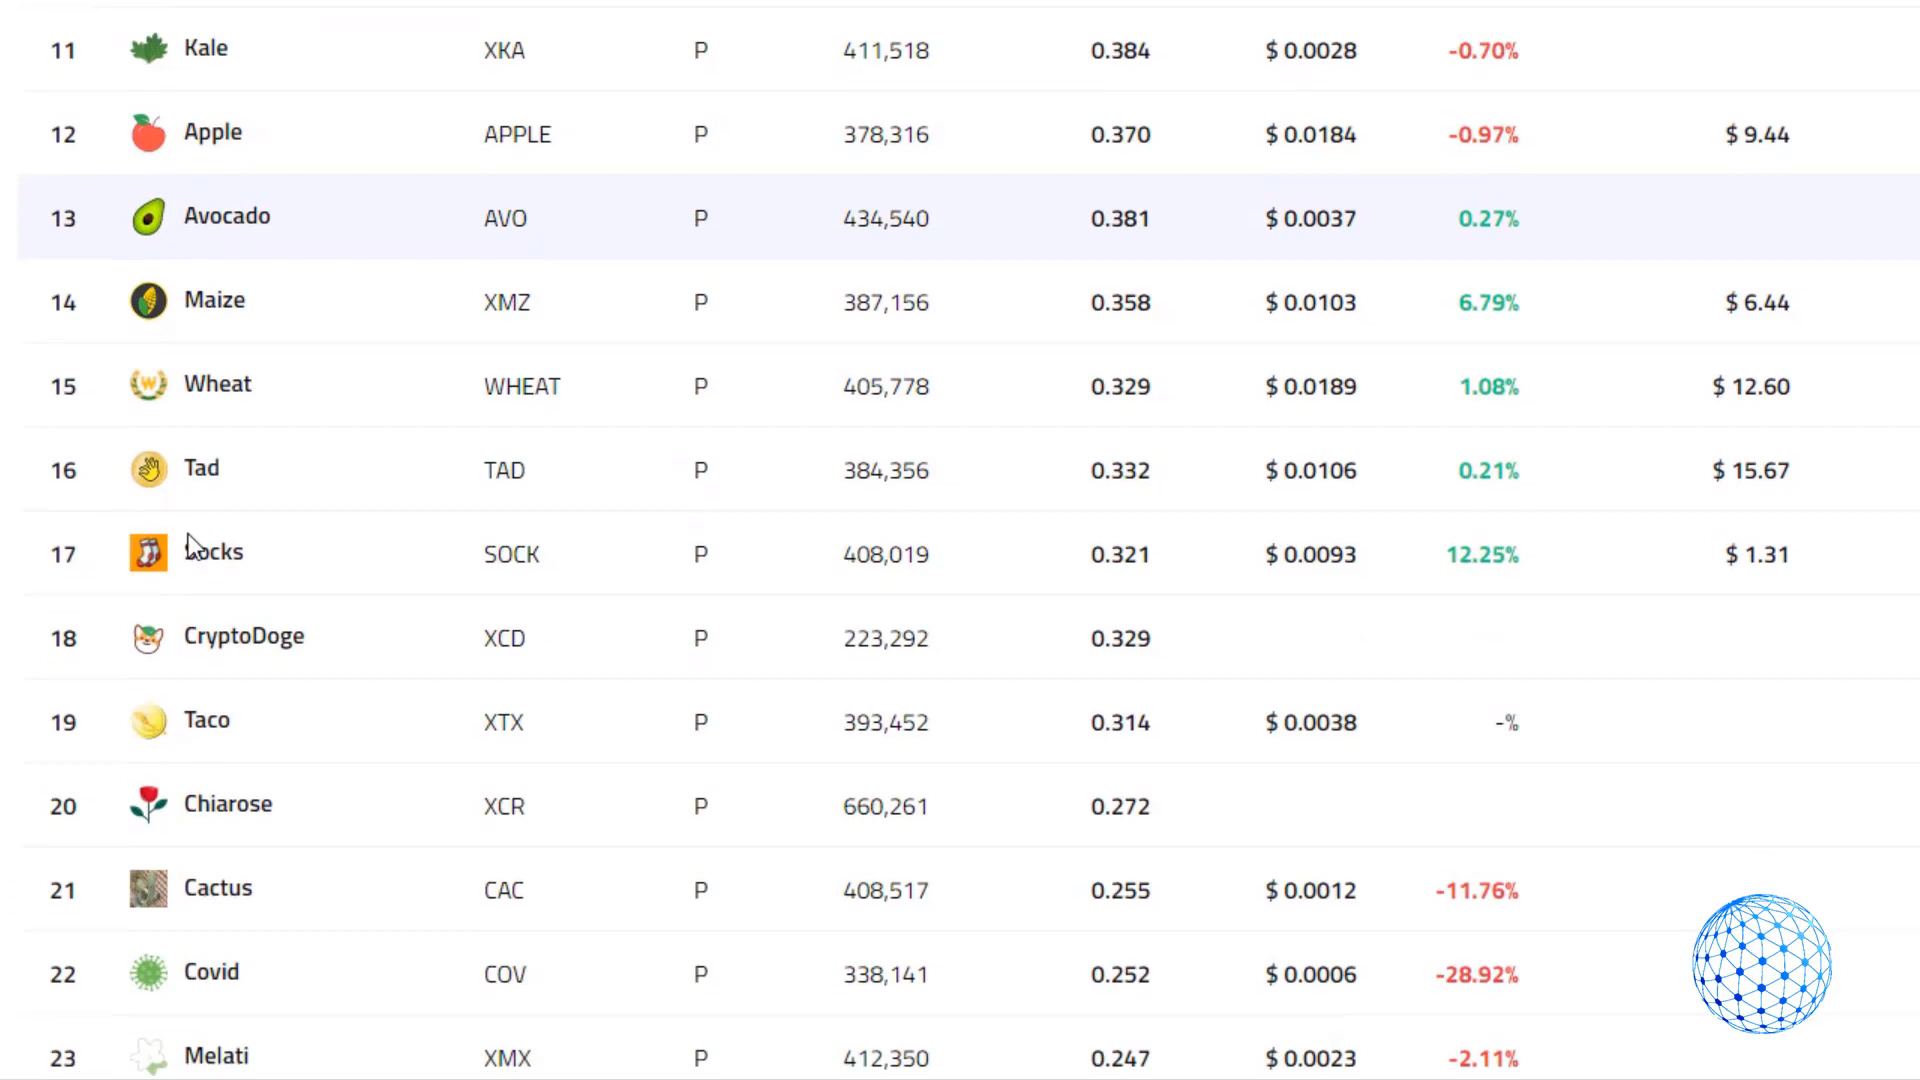 11 Kale XKA P 411,518 0.384 $ 0.0028 -0.70%
12 Apple APPLE P 378,316 0.370 $ 0.0184 -0.97% $ 9.44
13 Avocado AVO P 434,540 0.381 $ 0.0037 0.27%
14 Maize XMZ P 387,156 0.358 $ 0.0103 6.79% $ 6.44
15 Wheat WHEAT P 405,778 0.329 $ 0.0189 1.08% $ 12.60
16 Tad TAD P 384,356 0.332 $ 0.0106 0.21% $ 15.67
17 Socks SOCK P 408,019 0.321 $ 0.0093 12.25% $ 1.31
18 CryptoDoge XCD P 223,292 0.329
19 Taco XTX P 393,452 0.314 $ 0.0038 -%
20 Chiarose XCR P 660,261 0.272
21 Cactus CAC P 408,517 0.255 $ 0.0012 -11.76%
22 Covid COV P 338,141 0.252 $ 0.0006 -28.92%
23 Melati XMX P 412,350 0.247 $ 0.0023 -2.11%